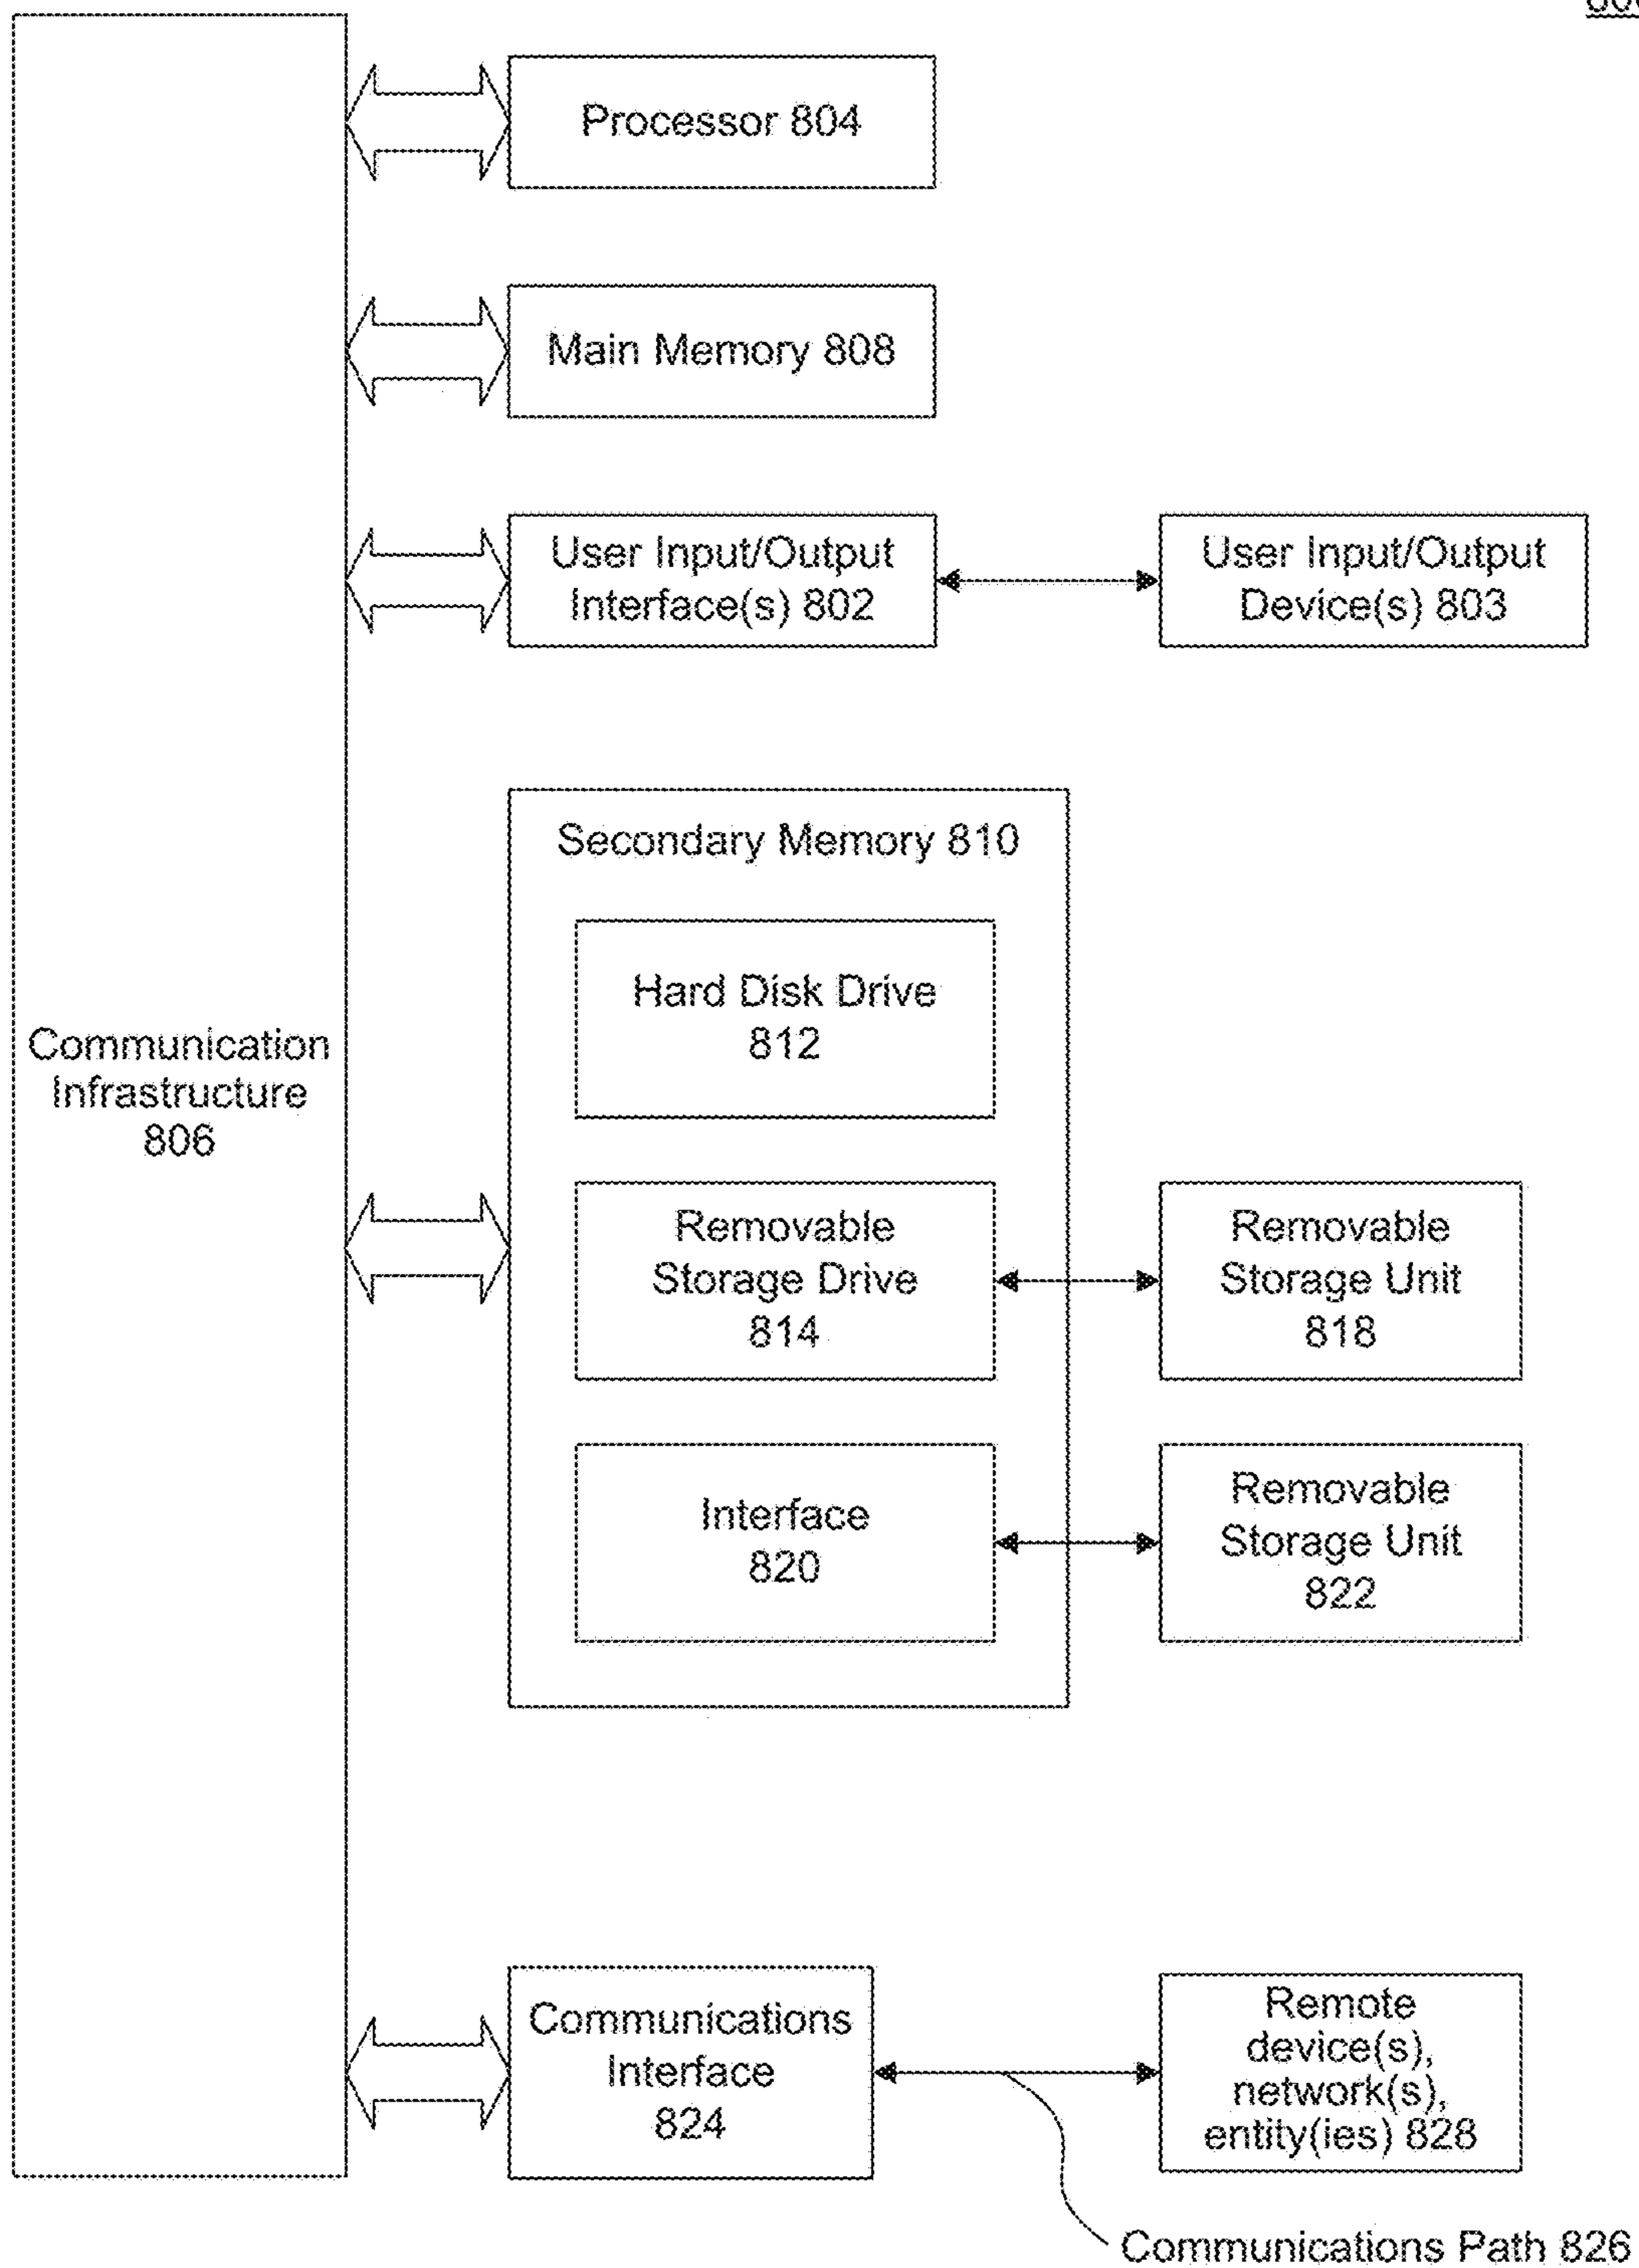 Processor 804
Main Memory 808
User Input/Output
Interface(s) 802
User Input/Output
Device(s) 803
Secondary Memory 810
Hard Disk Drive
812
Communication
Infrastructure
806
Removable
Storage Drive
814
Removable
Storage Unit
818
Interface
820
Removable
Storage Unit
822
Communications
Interface
824
Remote
device(s),
network(s),
entity(ies) 828
Communications Path 826